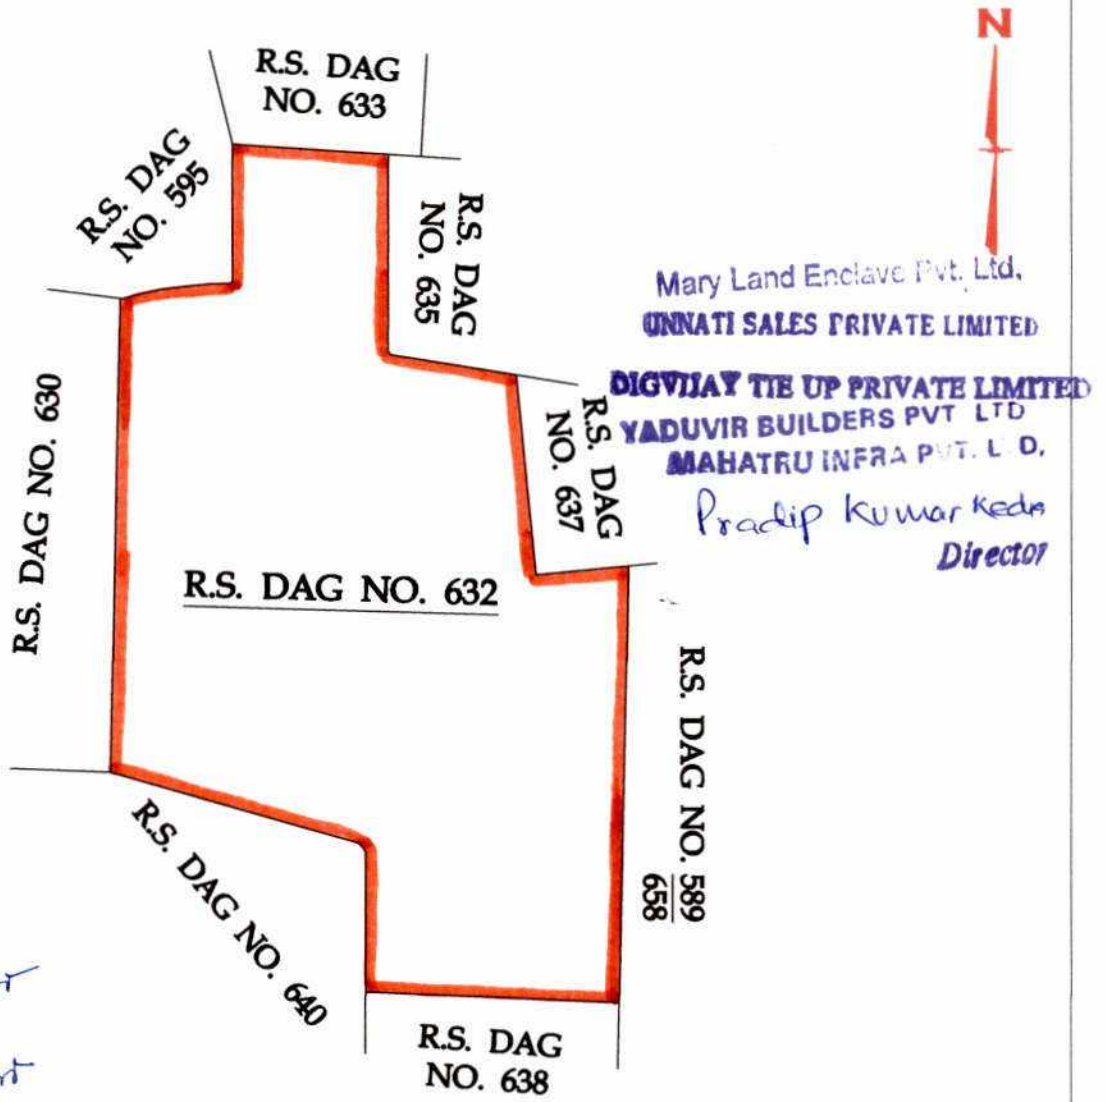 N
R.S. DAG
NO. 633
R.S. DAG
NO. 595
R.S. DAG
NO. 635
Mary Land Enclave Pvt. Ltd.
UNNATI SALES PRIVATE LIMITED
DIGVIJAY TIE UP PRIVATE LIMITED
YADUVIR BUILDERS PVT LTD
MAHATRU INFRA PVT. L D.
Pradip Kumar
Director
R.S. DAG NO. 630
R.S. DAG
NO. 637
R.S. DAG NO. 632
R.S. DAG NO. 589
658
R.S. DAG NO. 640
R.S. DAG
NO. 638